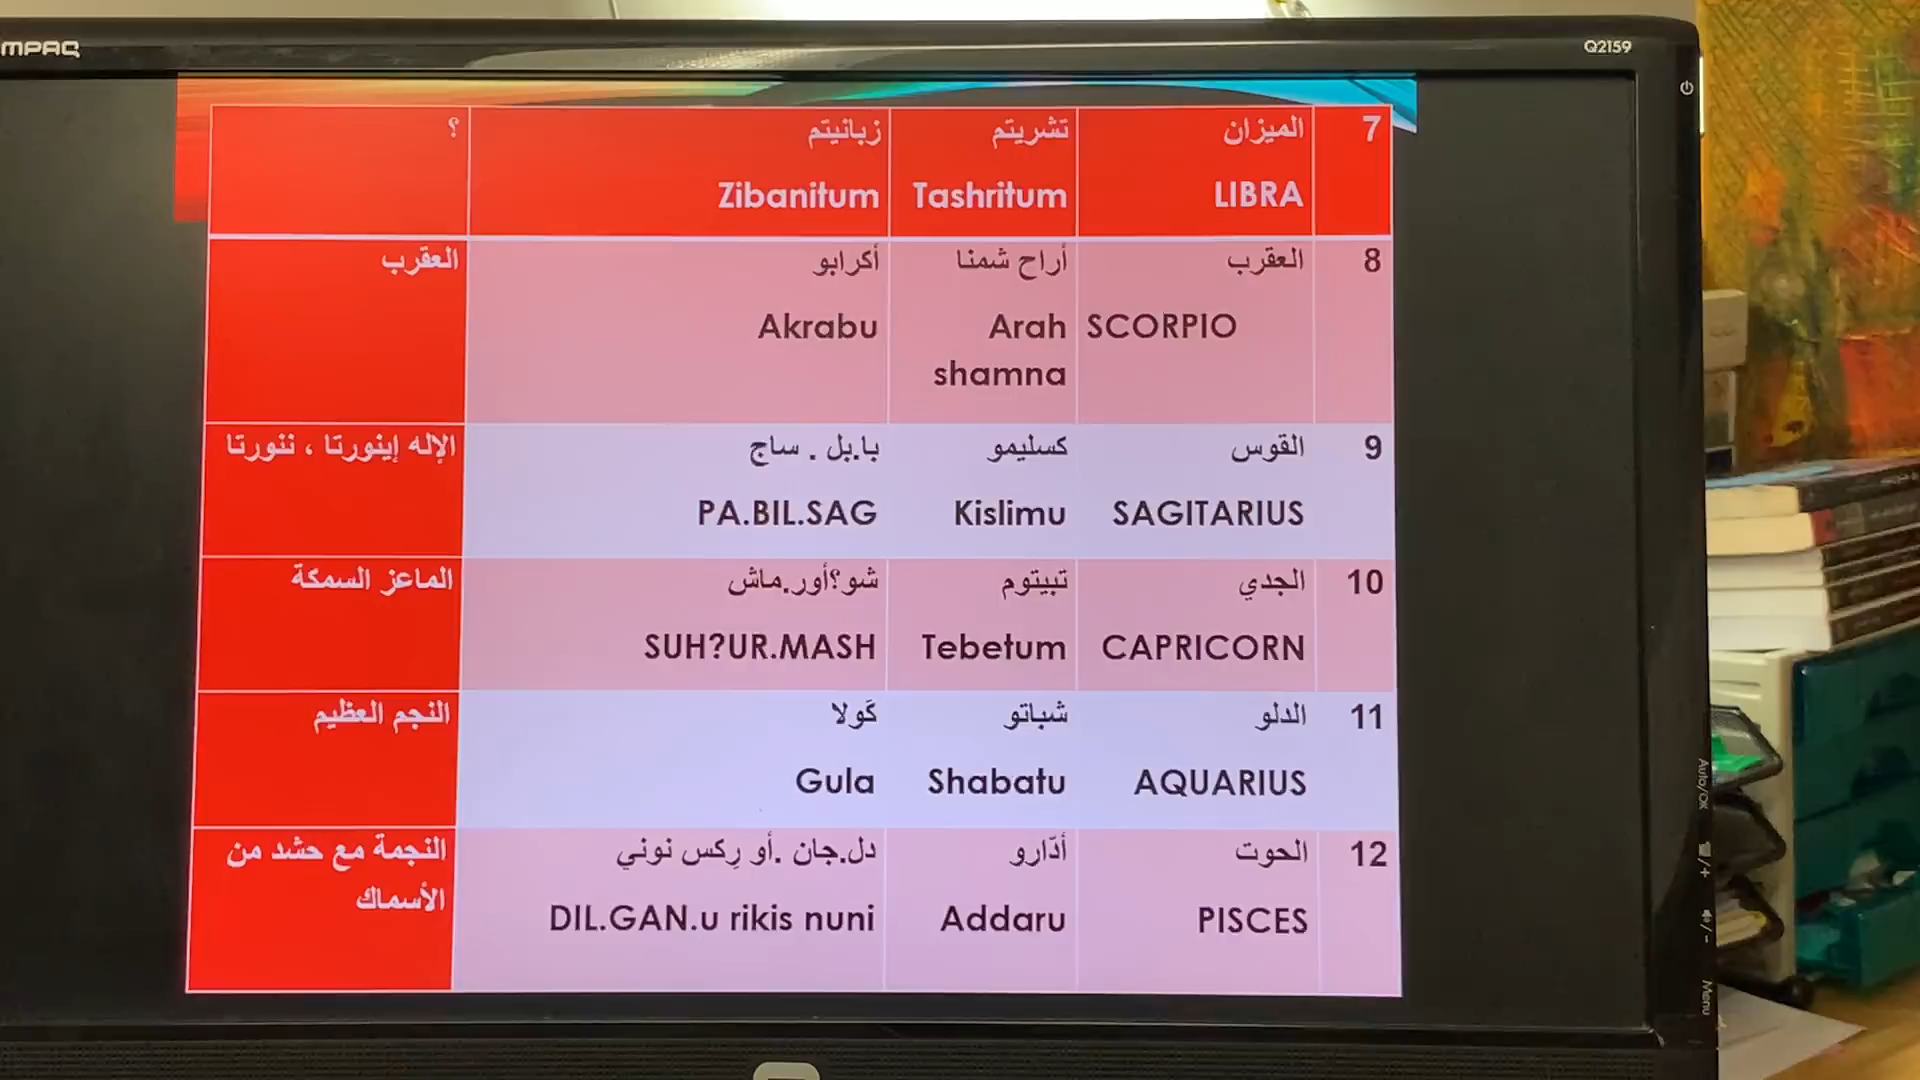 MPAQ
Q2159
7 الميزان تشريتم زبانيتم ؟
LIBRA Tashritum Zibanitum
8 العقرب أراح شمنا أكرابو العقرب
SCORPIO Arah shamna Akrabu
9 القوس كسليمو با.بل . ساج الإله إينورتا ، ننورتا
SAGITARIUS Kislimu PA.BIL.SAG
10 الجدي تبيتوم شو؟أور.ماش الماعز السمكة
CAPRICORN Tebetum SUH?UR.MASH
11 الدلو شباتو كَولا النجم العظيم
AQUARIUS Shabatu Gula
12 الحوت أدّارو دل.جان .أو رِكس نوني النجمة مع حشد من الأسماك
PISCES Addaru DIL.GAN.u rikis nuni
Auto/OK
Menu